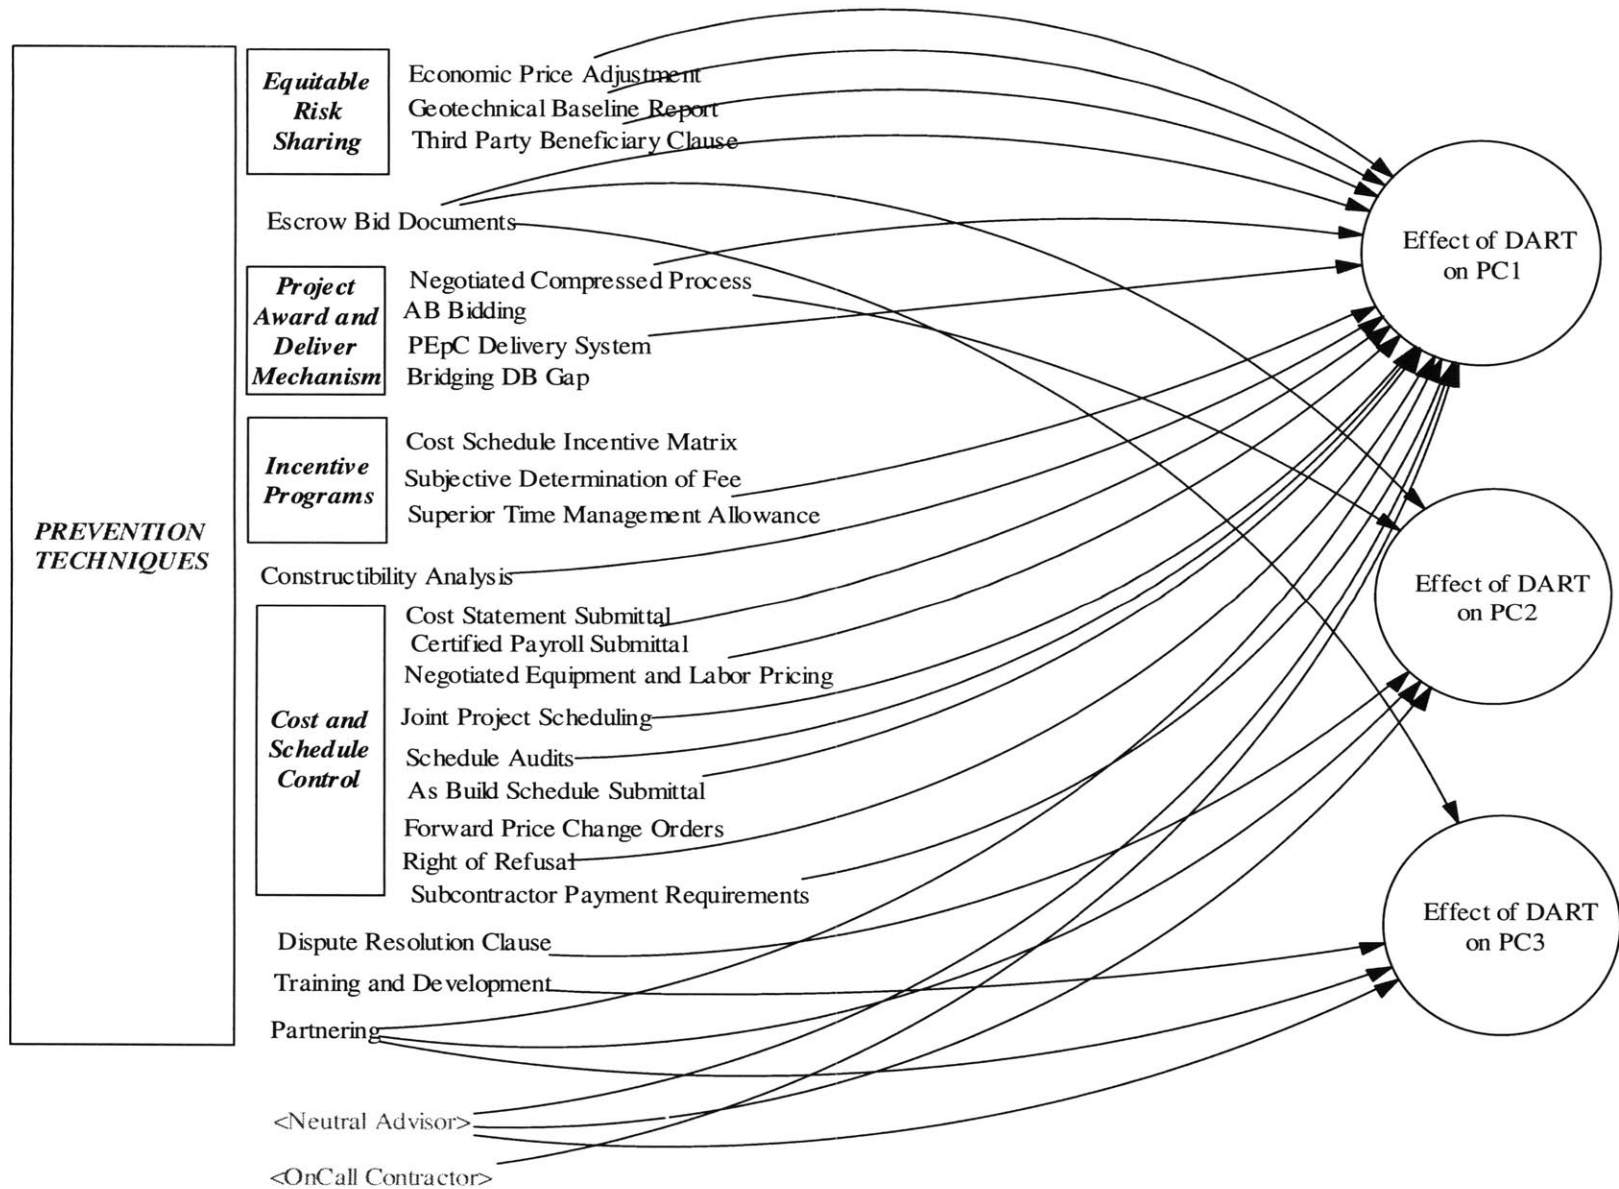 PREVENTION
TECHNIQUES
Equitable
Risk
Sharing
Economic Price Adjustment
Geotechnical Baseline Report
Third Party Beneficiary Clause
Escrow Bid Documents
Project
Award and
Deliver
Mechanism
Negotiated Compressed Process
AB Bidding
PEpC Delivery System
Bridging DB Gap
Incentive
Programs
Cost Schedule Incentive Matrix
Subjective Determination of Fee
Superior Time Management Allowance
Constructibility Analysis
Cost and
Schedule
Control
Cost Statement Submittal
Certified Payroll Submittal
Negotiated Equipment and Labor Pricing
Joint Project Scheduling
Schedule Audits
As Build Schedule Submittal
Forward Price Change Orders
Right of Refusal
Subcontractor Payment Requirements
Dispute Resolution Clause
Training and Development
Partnering
<Neutral Advisor>
<OnCall Contractor>
Effect of DART
on PC1
Effect of DART
on PC2
Effect of DART
on PC3